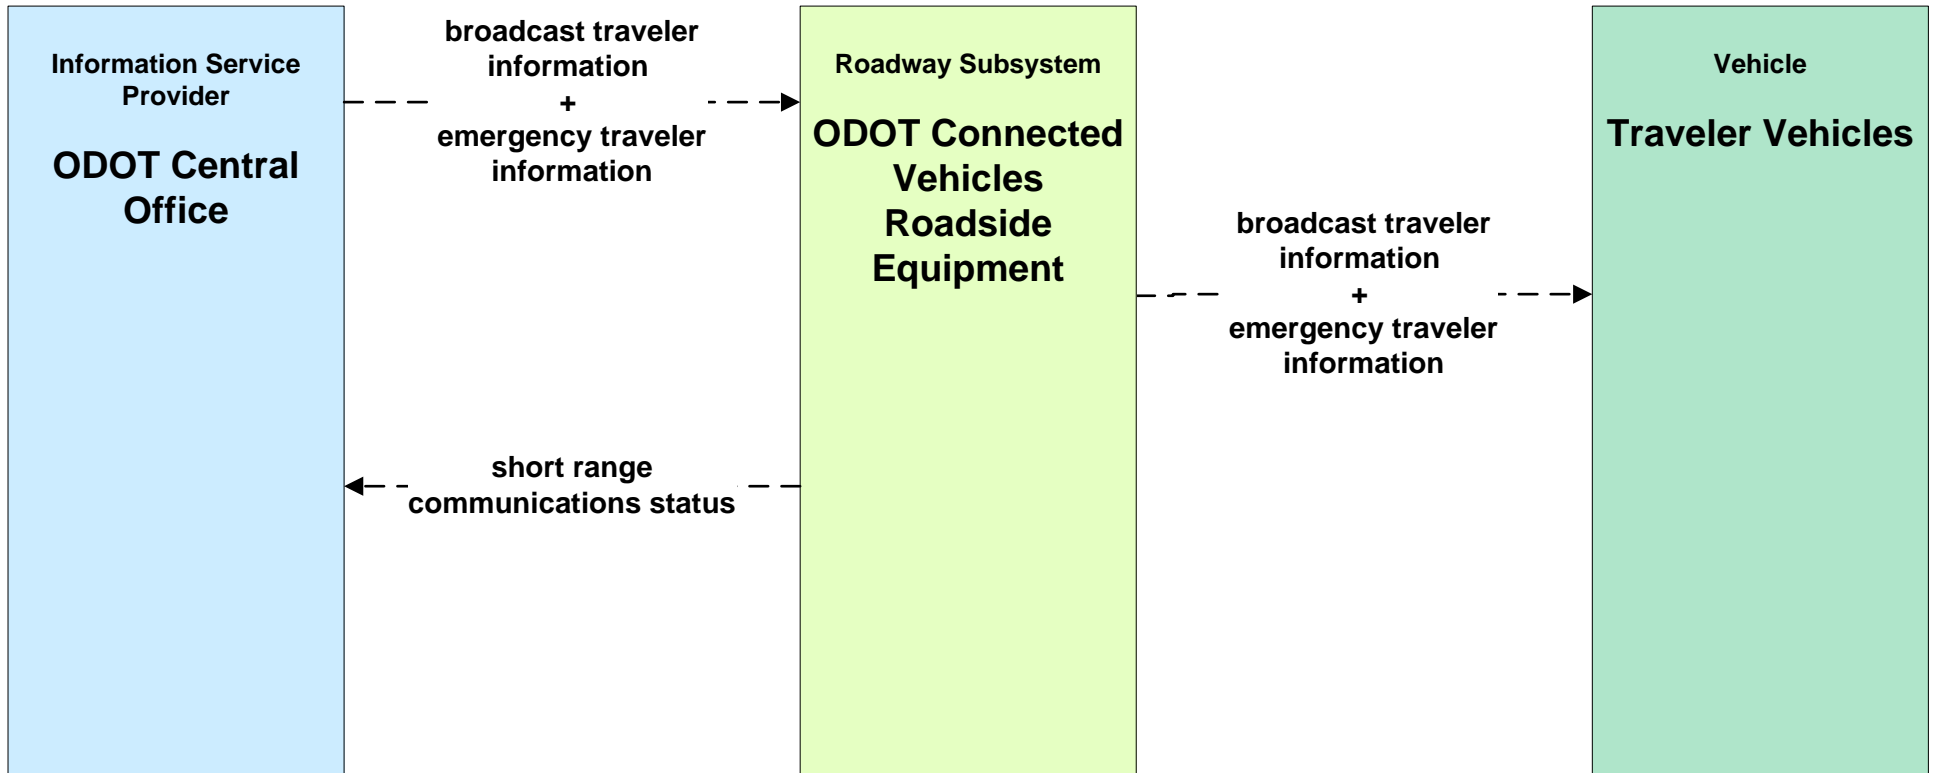 Information Service
Provider
ODOT Central
Office
broadcast traveler
information
+
emergency traveler
information
short range
communications status
Roadway Subsystem
ODOT Connected
Vehicles
Roadside
Equipment
broadcast traveler
information
+
emergency traveler
information
Vehicle
Traveler Vehicles